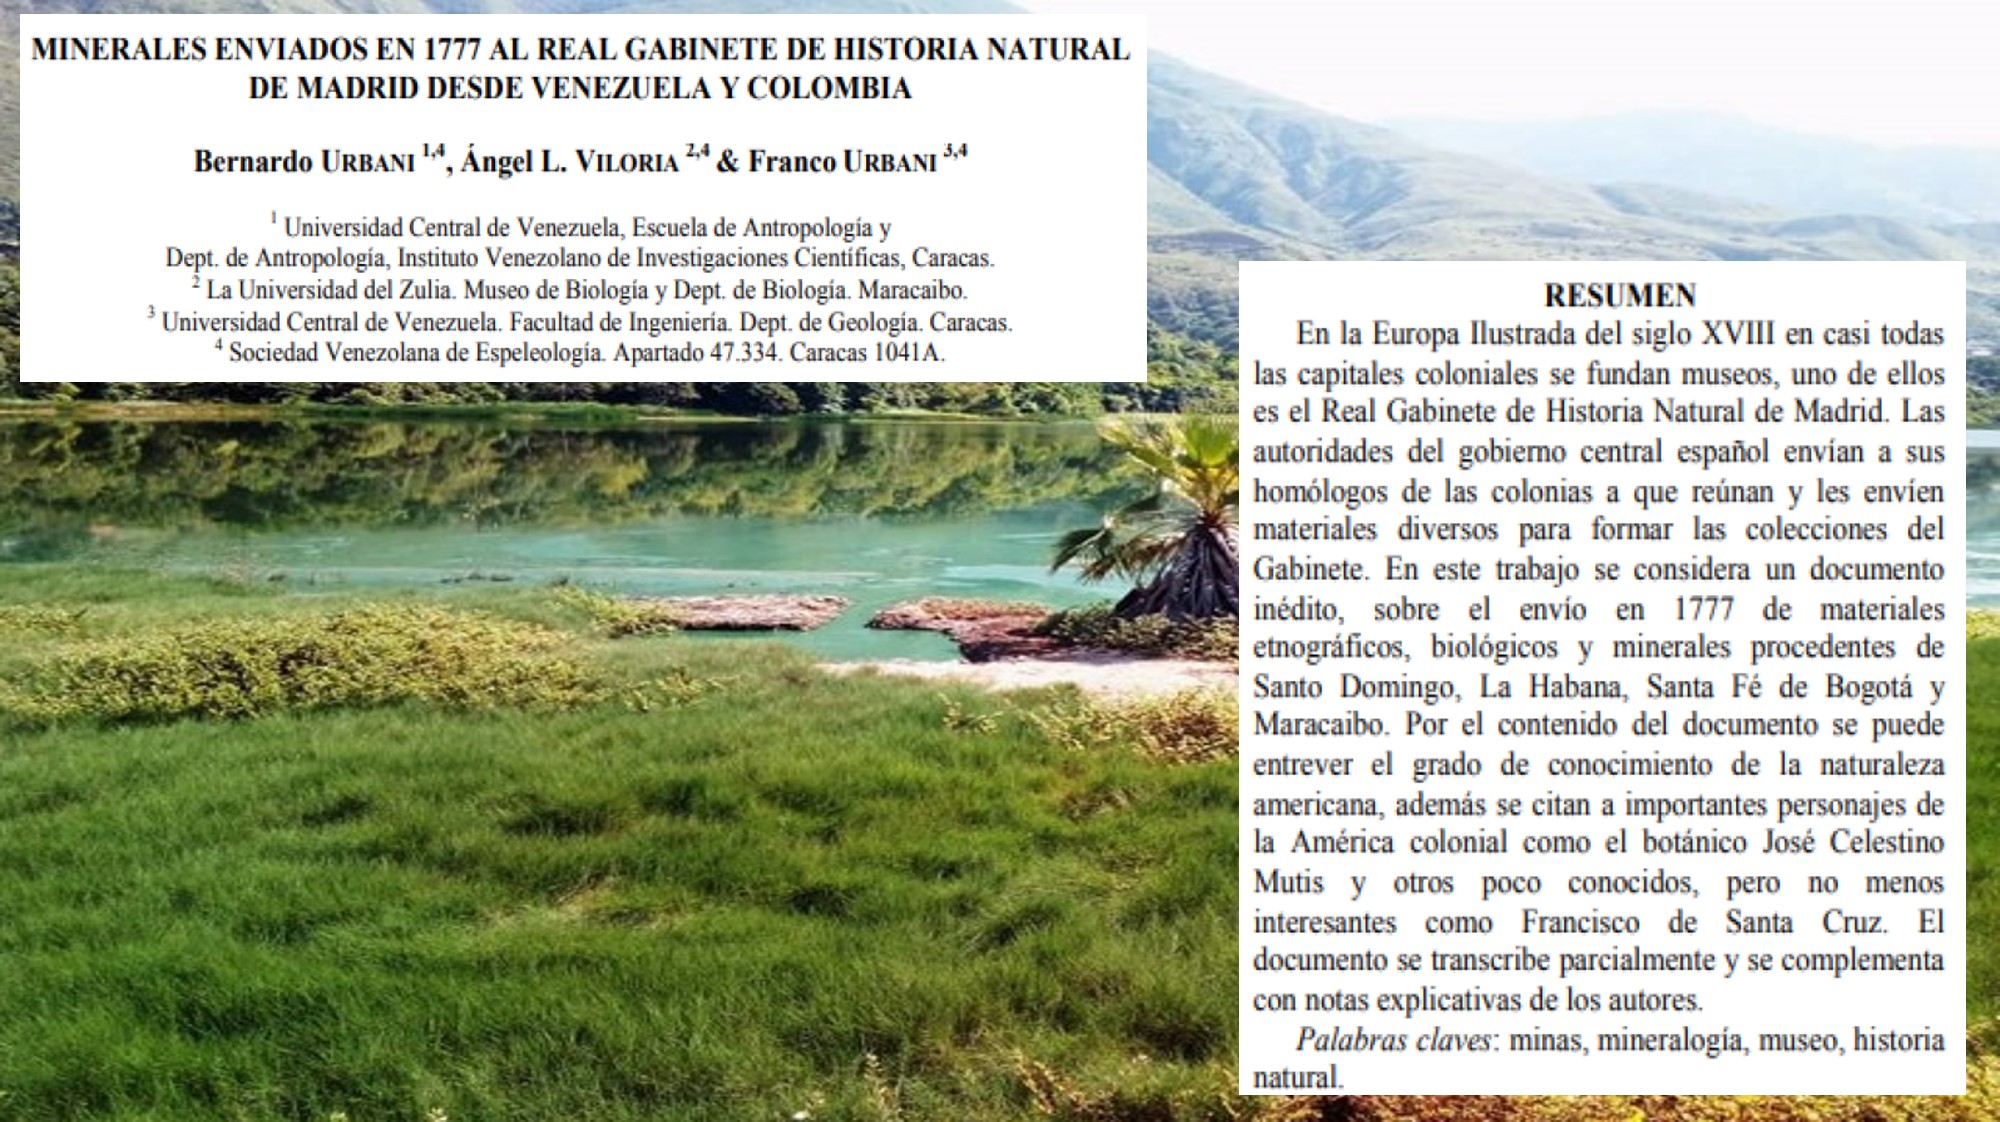 MINERALES ENVIADOS EN 1777 AL REAL GABINETE DE HISTORIA NATURAL
DE MADRID DESDE VENEZUELA Y COLOMBIA
Bernardo URBANI 1,4, Ángel L. VILORIA 2,4 & Franco URBANI 3,4
1 Universidad Central de Venezuela, Escuela de Antropología y
Dept. de Antropología, Instituto Venezolano de Investigaciones Científicas, Caracas.
2 La Universidad del Zulia. Museo de Biología y Dept. de Biología. Maracaibo.
3 Universidad Central de Venezuela. Facultad de Ingeniería. Dept. de Geología. Caracas.
4 Sociedad Venezolana de Espeleología. Apartado 47.334. Caracas 1041A.
RESUMEN
En la Europa Ilustrada del siglo XVIII en casi todas
las capitales coloniales se fundan museos, uno de ellos
es el Real Gabinete de Historia Natural de Madrid. Las
autoridades del gobierno central español envían a sus
homólogos de las colonias a que reúnan y les envíen
materiales diversos para formar las colecciones del
Gabinete. En este trabajo se considera un documento
inédito, sobre el envío en 1777 de materiales
etnográficos, biológicos y minerales procedentes de
Santo Domingo, La Habana, Santa Fé de Bogotá y
Maracaibo. Por el contenido del documento se puede
entrever el grado de conocimiento de la naturaleza
americana, además se citan a importantes personajes de
la América colonial como el botánico José Celestino
Mutis y otros poco conocidos, pero no menos
interesantes como Francisco de Santa Cruz. El
documento se transcribe parcialmente y se complementa
con notas explicativas de los autores.
Palabras claves: minas, mineralogía, museo, historia
natural.